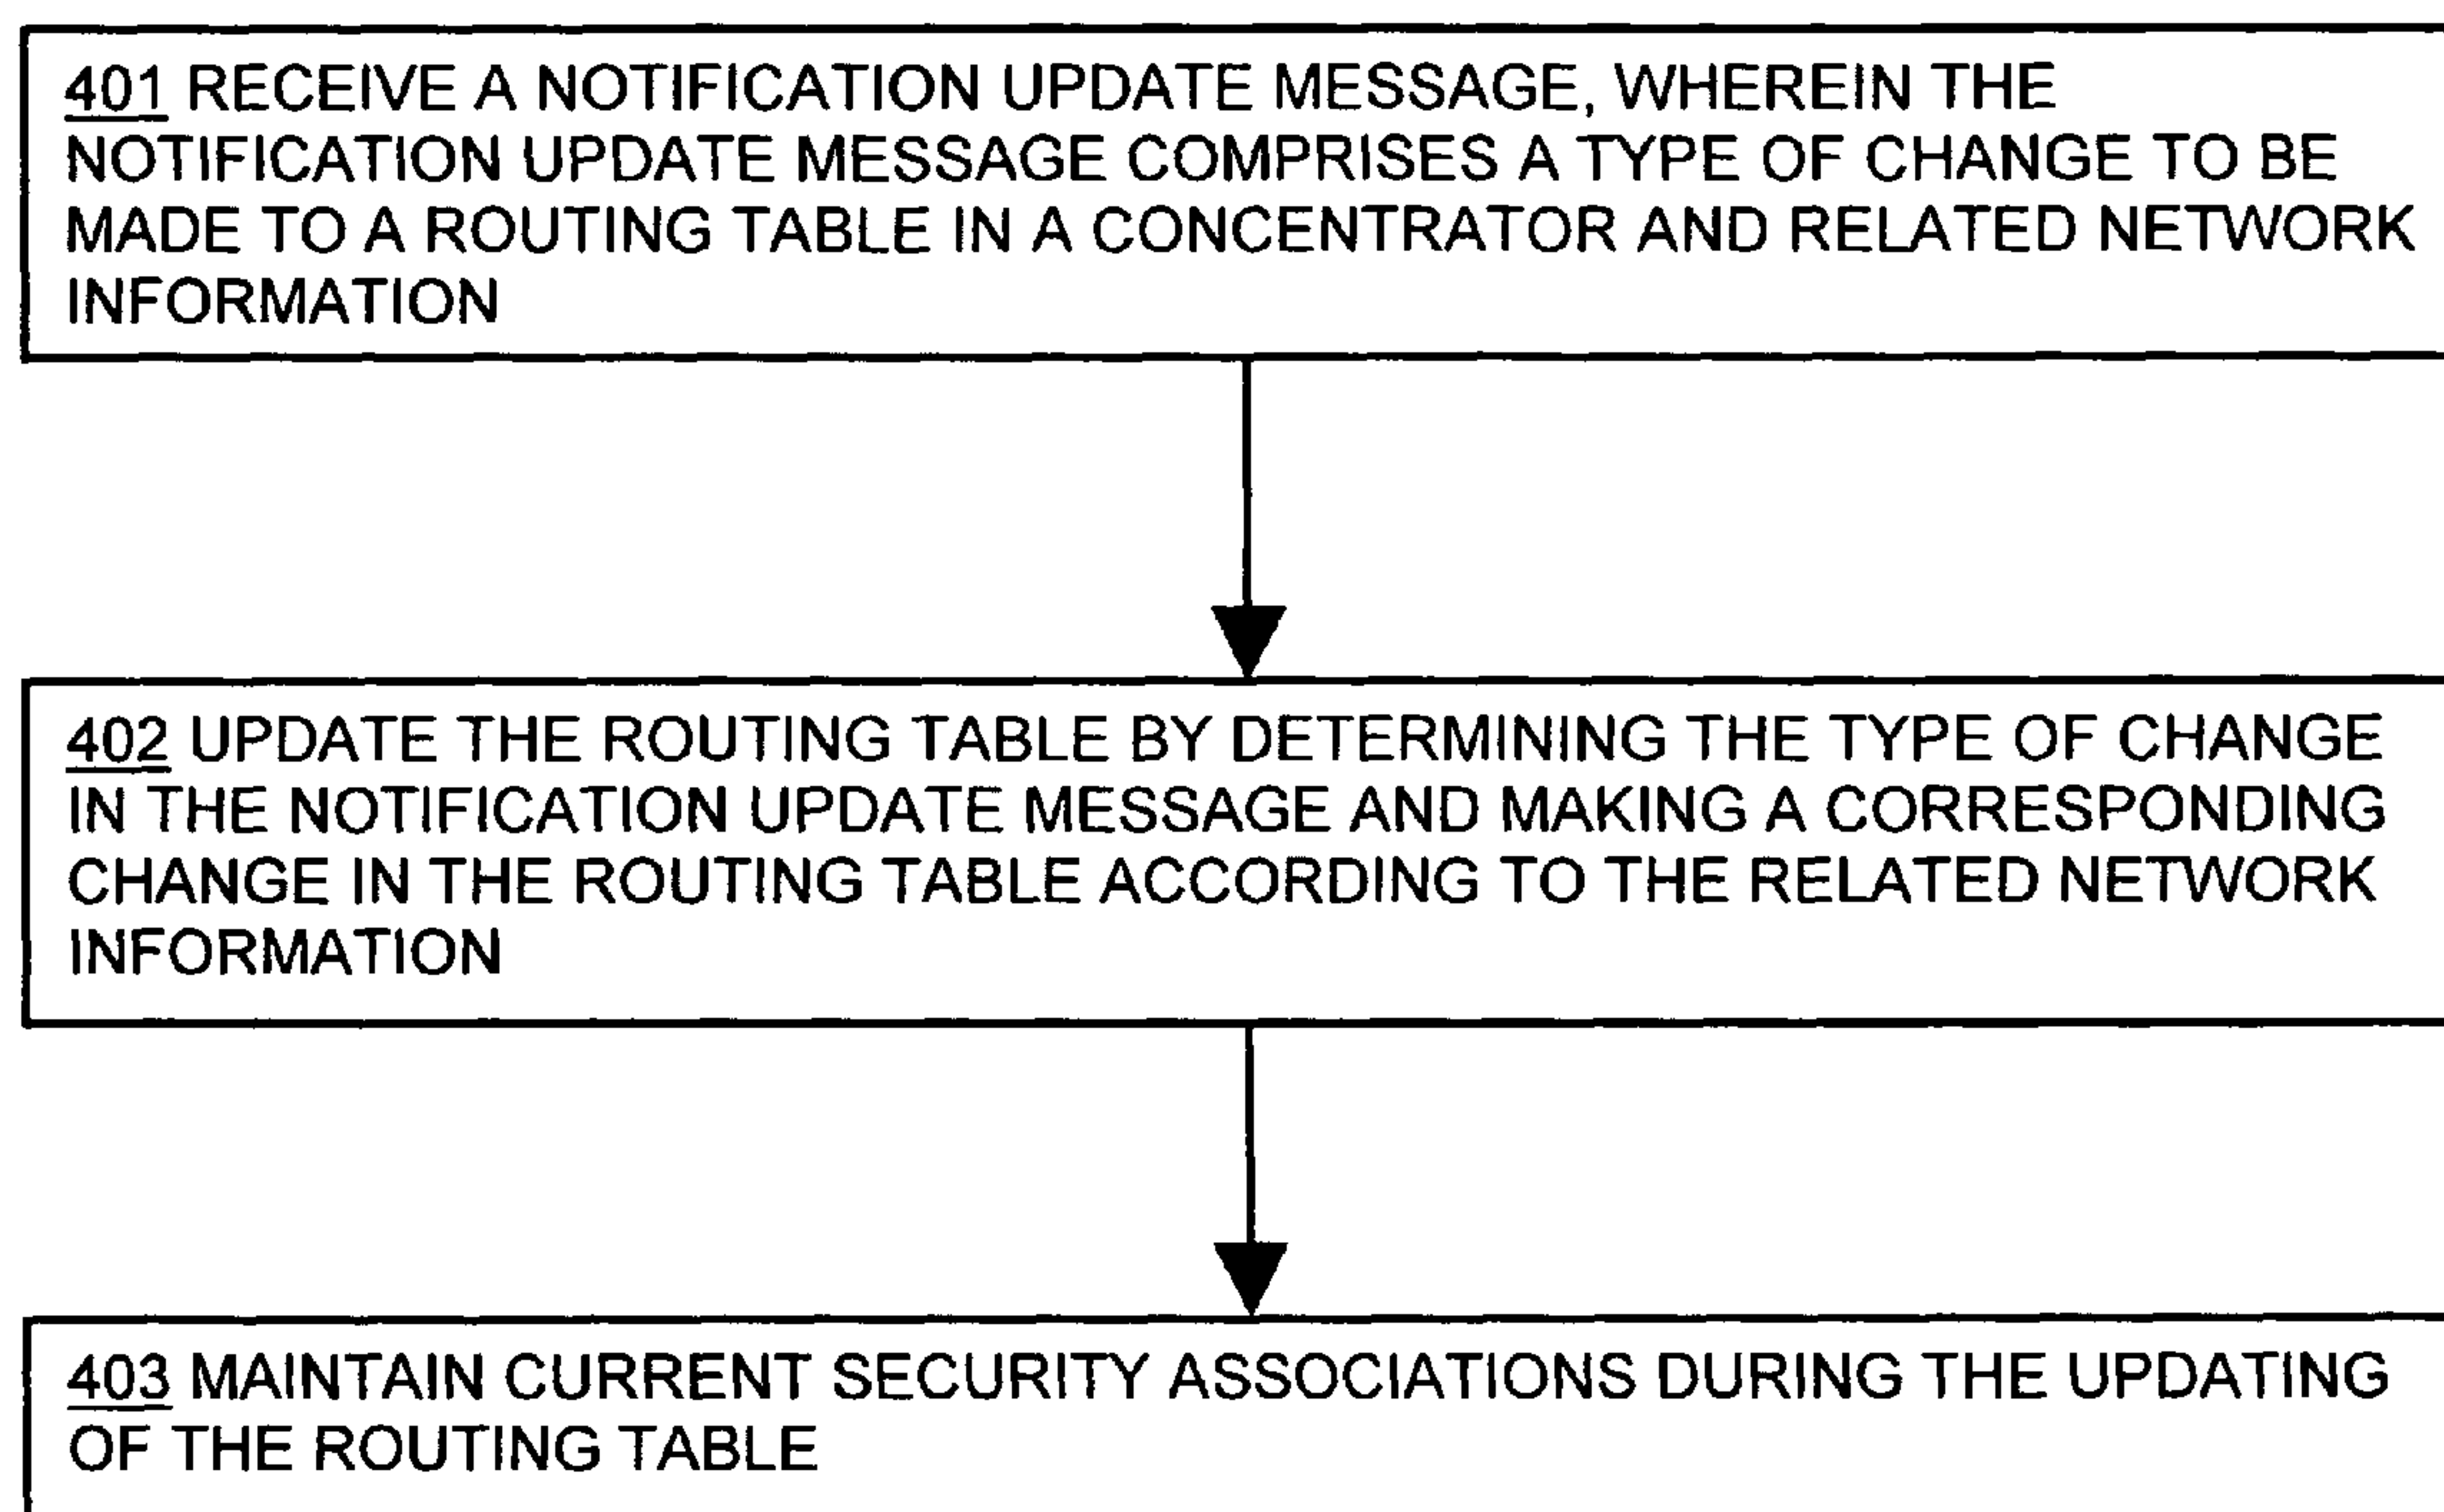 401 RECEIVE A NOTIFICATION UPDATE MESSAGE, WHEREIN THE
NOTIFICATION UPDATE MESSAGE COMPRISES A TYPE OF CHANGE TO BE
MADE TO A ROUTING TABLE IN A CONCENTRATOR AND RELATED NETWORK
INFORMATION
402 UPDATE THE ROUTING TABLE BY DETERMINING THE TYPE OF CHANGE
IN THE NOTIFICATION UPDATE MESSAGE AND MAKING A CORRESPONDING
CHANGE IN THE ROUTING TABLE ACCORDING TO THE RELATED NETWORK
INFORMATION
403 MAINTAIN CURRENT SECURITY ASSOCIATIONS DURING THE UPDATING
OF THE ROUTING TABLE